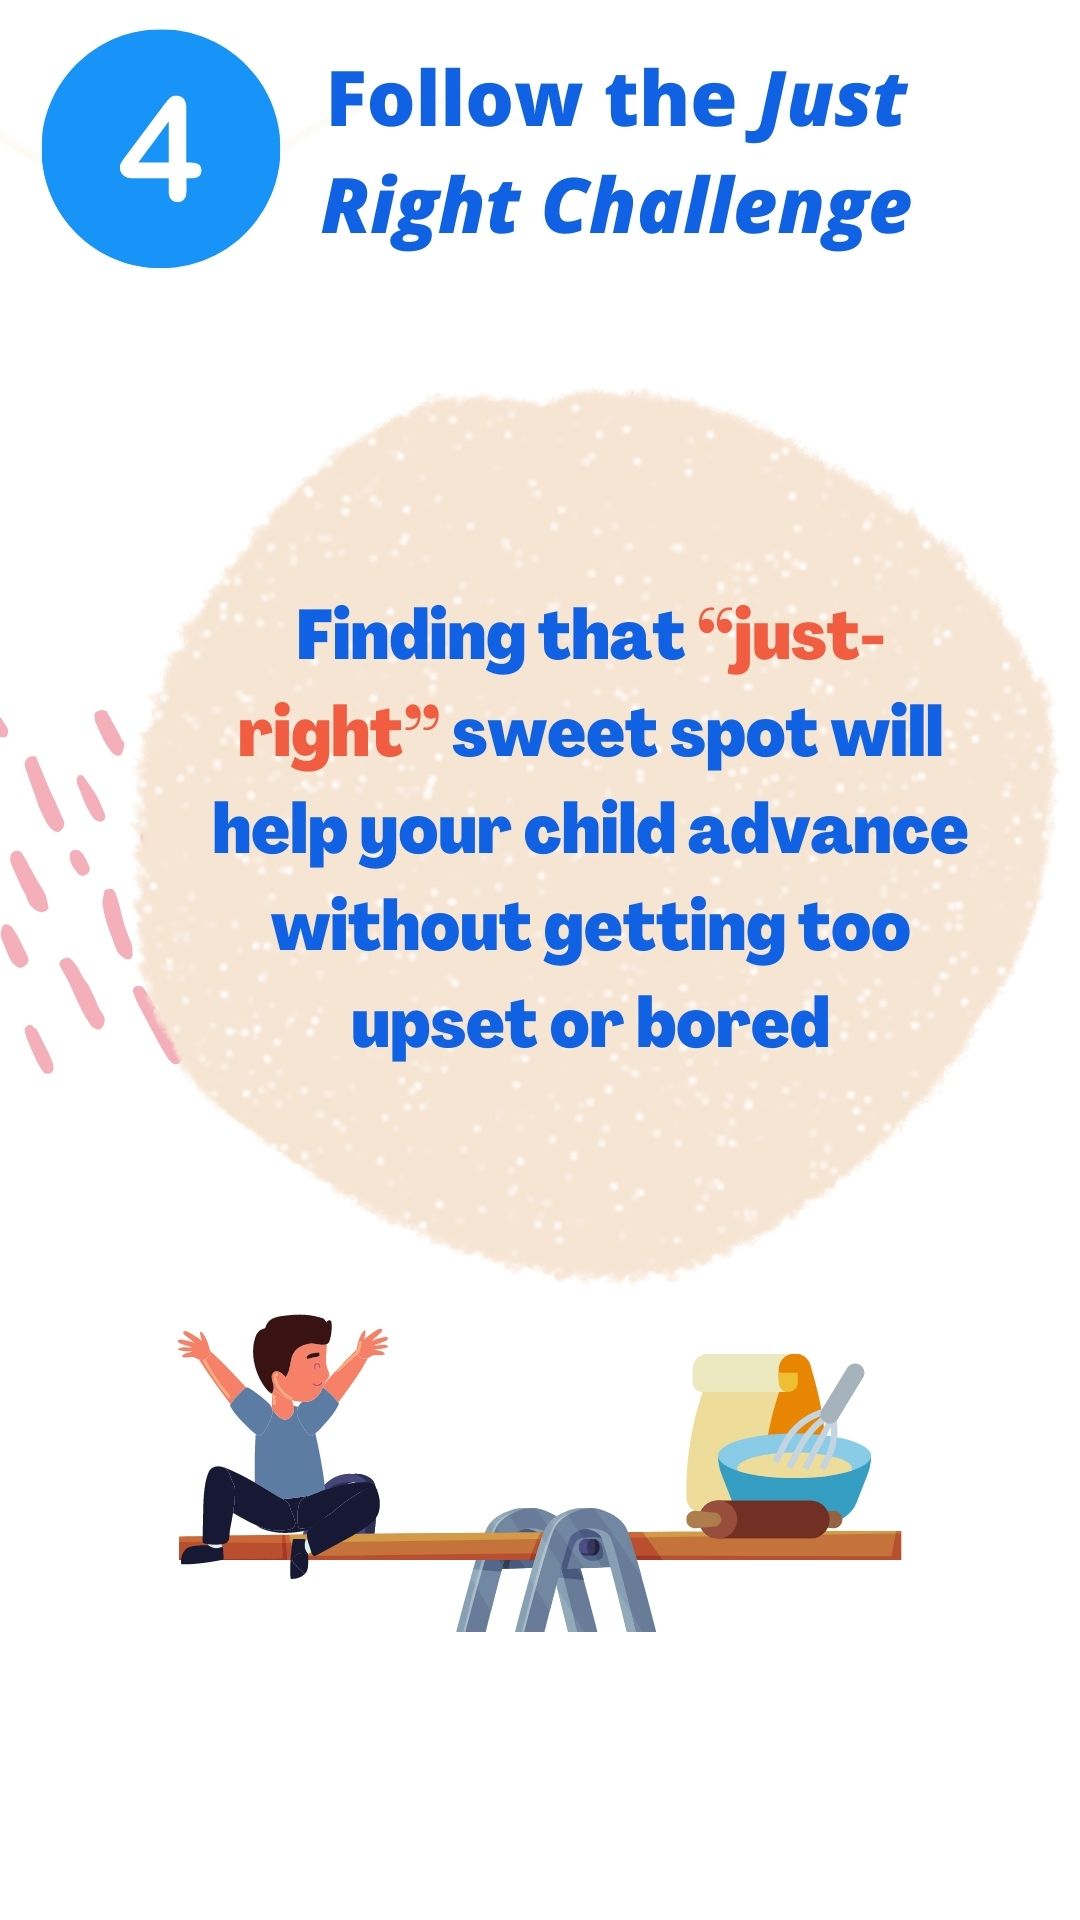 4
Follow the Just
Right Challenge
Finding that “just-
right” sweet spot will
help your child advance
without getting too
upset or bored